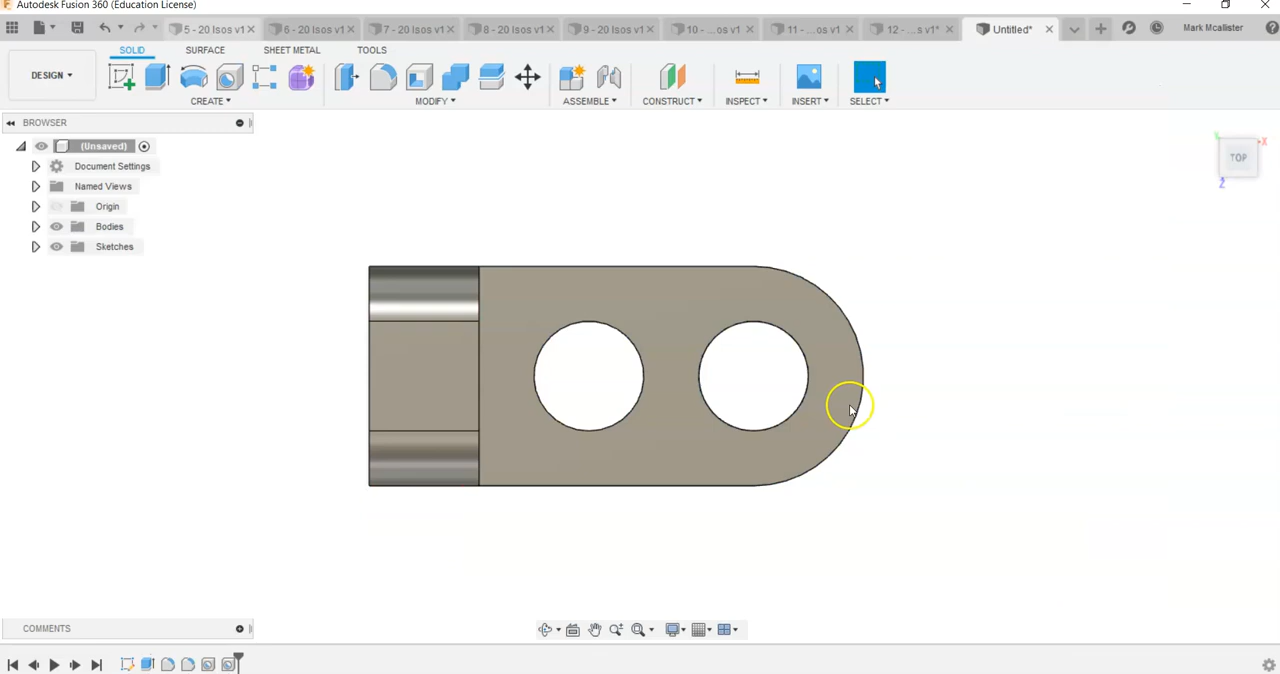 Autodesk Fusion 360 (Education License)
5 - 20 Isos v1 6 - 20 Isos v1 7 - 20 Isos v1 8 - 20 Isos v1 9 - 20 Isos v1 10 - ...os v1 11 - ...os v1 12 - ...s v1* Untitled* Mark Mcalister
SOLID SURFACE SHEET METAL TOOLS
DESIGN
CREATE MODIFY ASSEMBLE CONSTRUCT INSPECT INSERT SELECT
BROWSER
(Unsaved)
Document Settings
Named Views
Origin
Bodies
Sketches
Y X
TOP
Z
COMMENTS